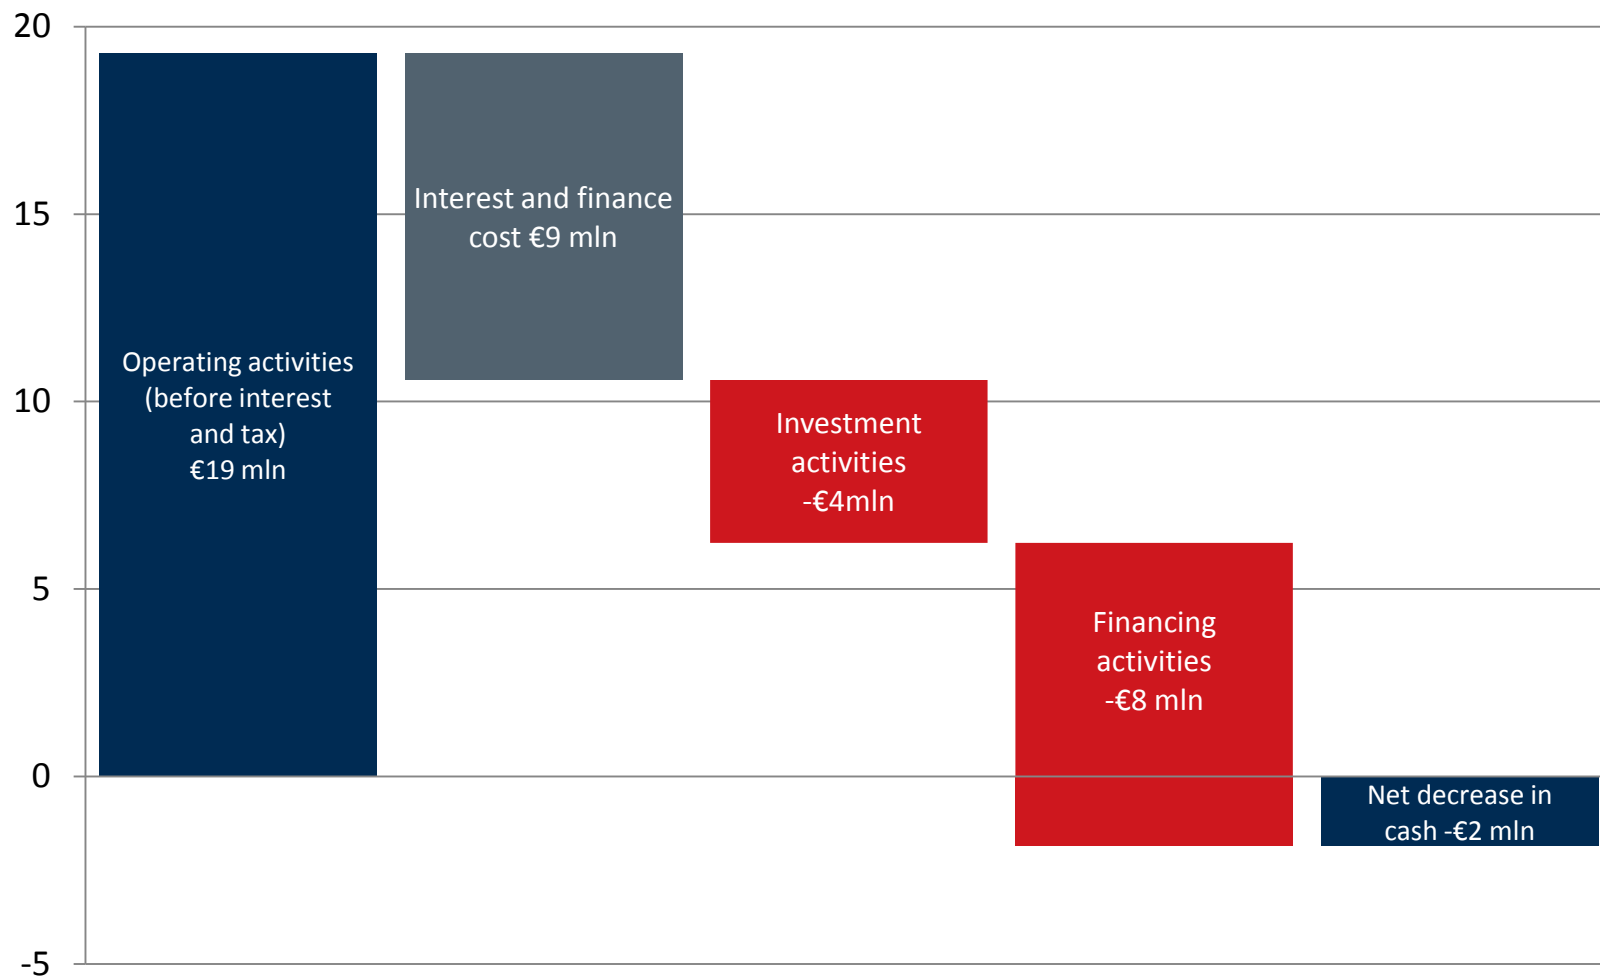 20
15
10
5
0
-5
Operating activities
(before interest
and tax)
€19 mln
Interest and finance
cost €9 mln
Investment
activities
-€4mln
Financing
activities
-€8 mln
Net decrease in
cash -€2 mln